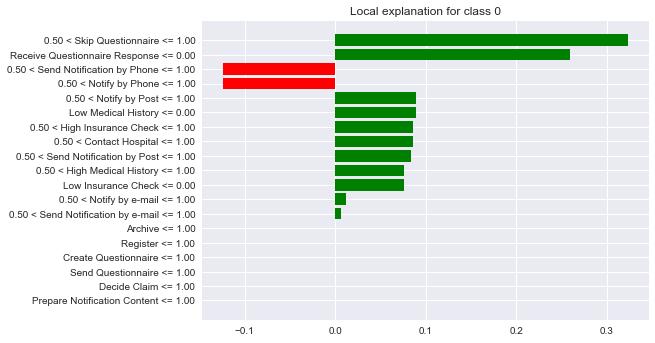 Local explanation for class 0
0.50 < Skip Questionnaire <= 1.00
Receive Questionnaire Response <= 0.00
0.50 < Send Notification by Phone <= 1.00
0.50 < Notify by Phone <= 1.00
0.50 < Notify by Post <= 1.00
Low Medical History <= 0.00
0.50 < High Insurance Check <= 1.00
0.50 < Contact Hospital <= 1.00
0.50 < Send Notification by Post <= 1.00
0.50 < High Medical History <= 1.00
Low Insurance Check <= 0.00
0.50 < Notify by e-mail <= 1.00
0.50 < Send Notification by e-mail <= 1.00
Archive <= 1.00
Register <= 1.00
Create Questionnaire <= 1.00
Send Questionnaire <= 1.00
Decide Claim <= 1.00
Prepare Notification Content <= 1.00
−0.1 0.0 0.1 0.2 0.3